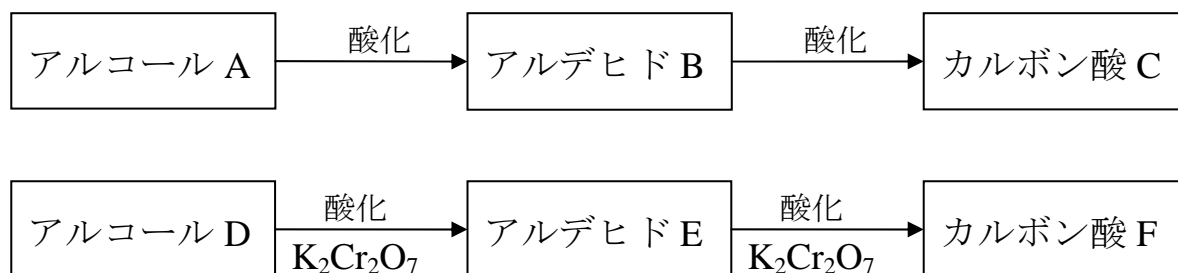 アルコール A 酸化 アルデヒド B 酸化 カルボン酸 C
アルコール D 酸化 アルデヒド E 酸化 カルボン酸 F
K₂Cr₂O₇ K₂Cr₂O₇